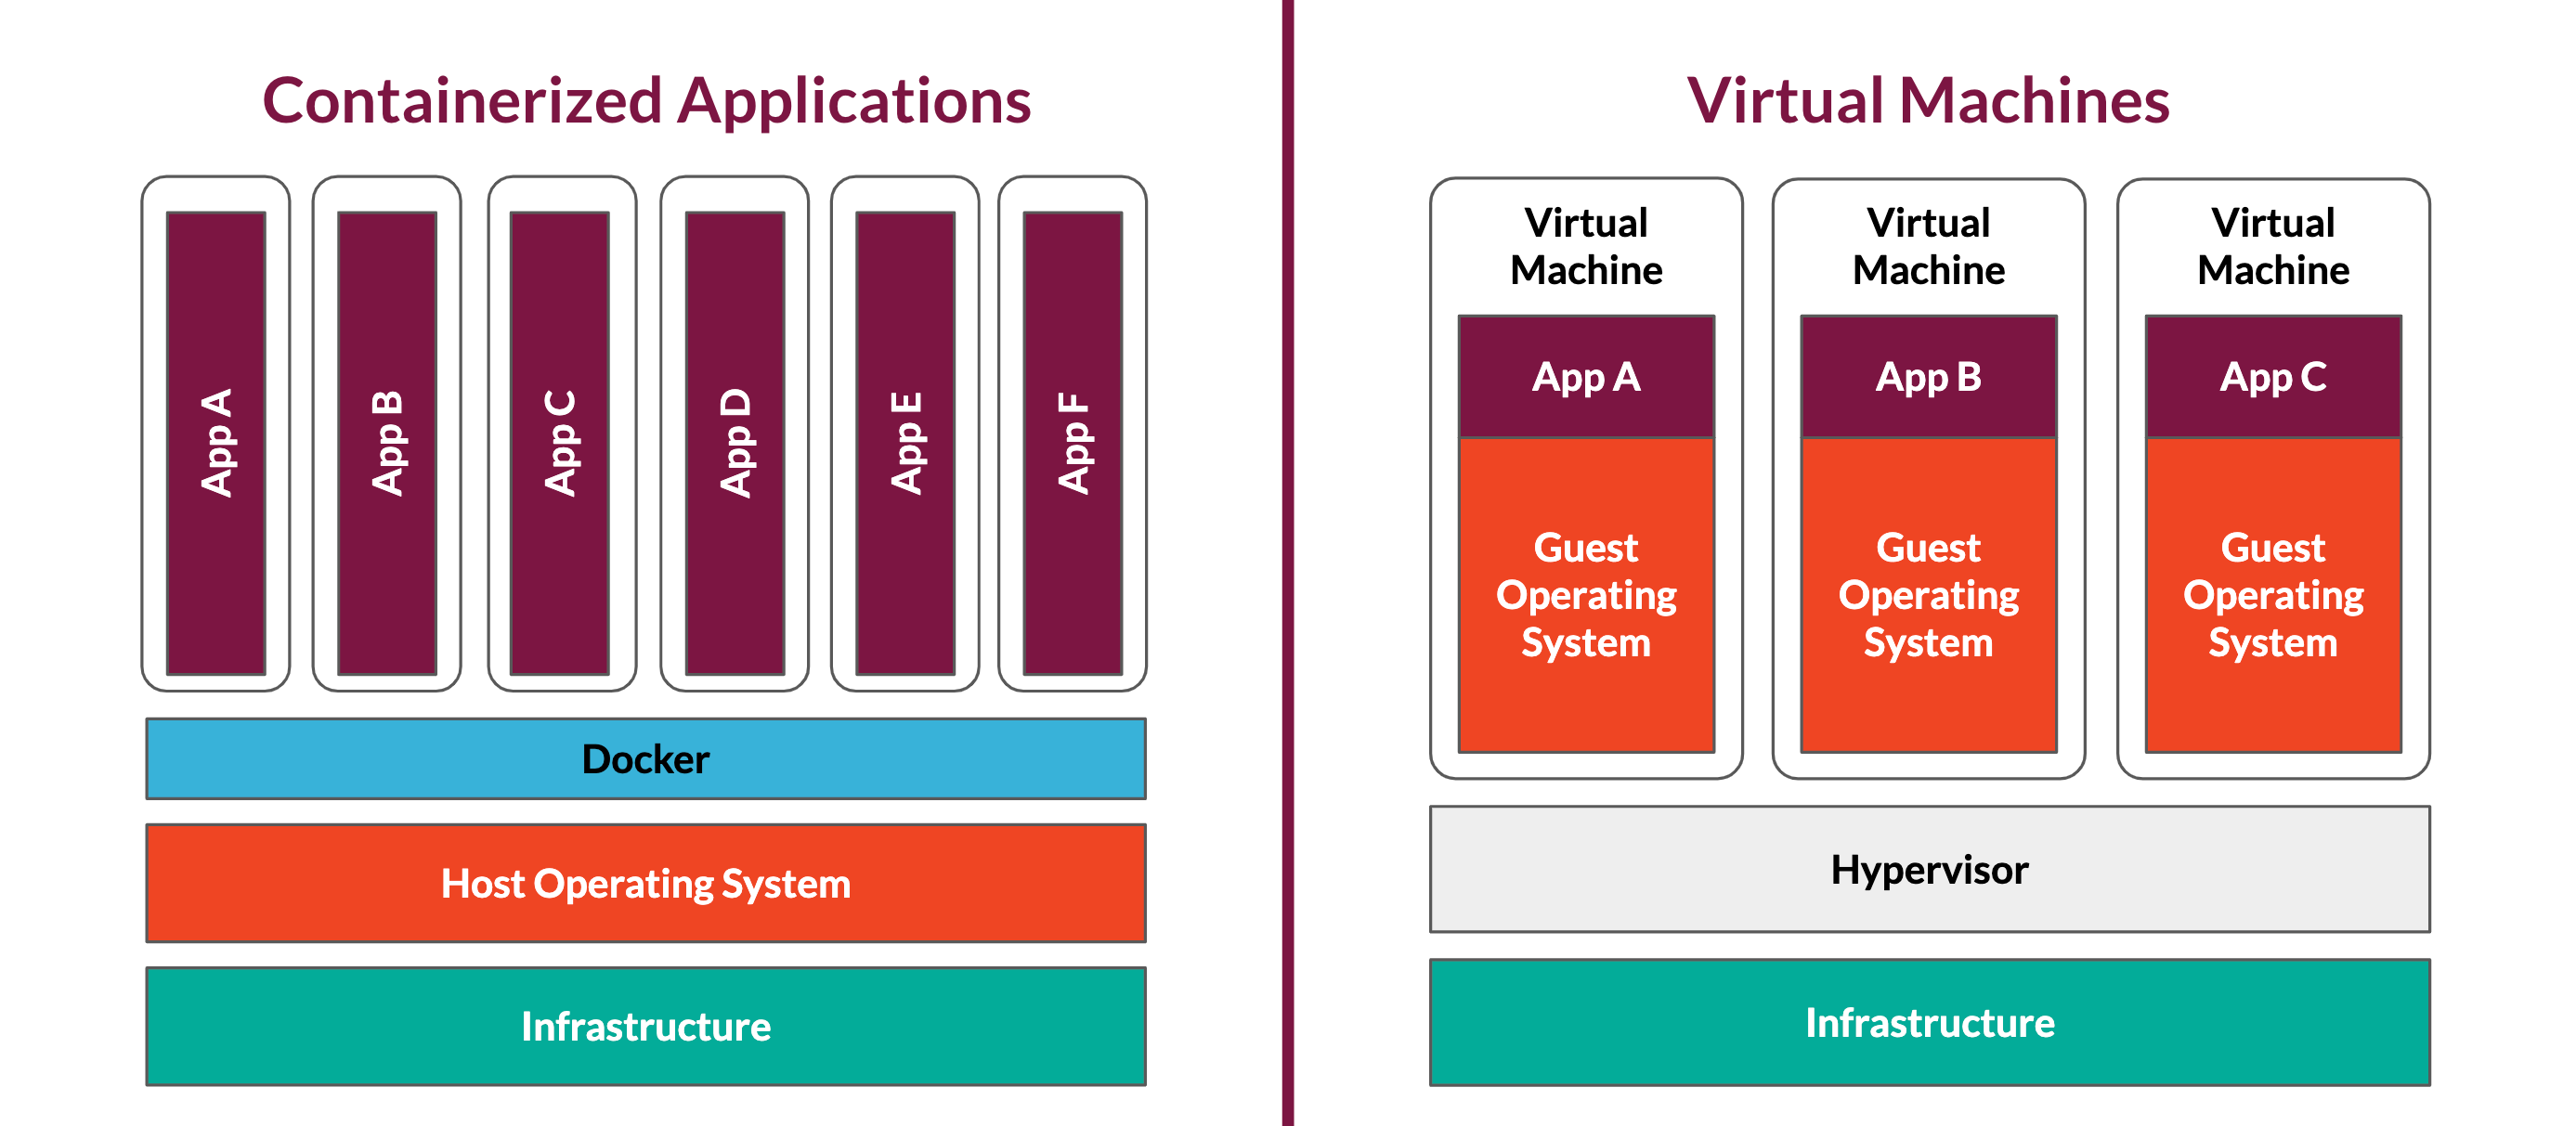 Containerized Applications
App A
App B
App C
App D
App E
App F
Docker
Host Operating System
Infrastructure
Virtual Machines
Virtual
Machine
App A
Guest
Operating
System
Virtual
Machine
App B
Guest
Operating
System
Virtual
Machine
App C
Guest
Operating
System
Hypervisor
Infrastructure